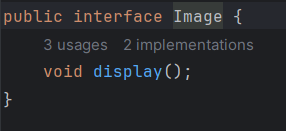 public interface Image {
3 usages 2 implementations
void display();
}